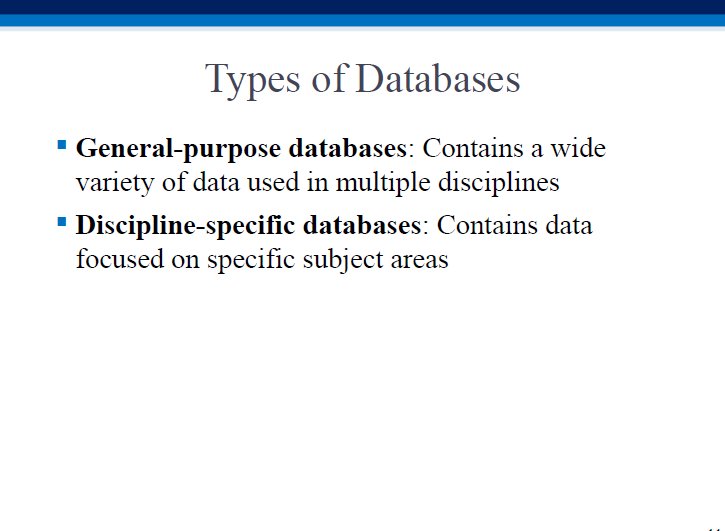 Types of Databases
▪ General-purpose databases: Contains a wide
variety of data used in multiple disciplines
▪ Discipline-specific databases: Contains data
focused on specific subject areas